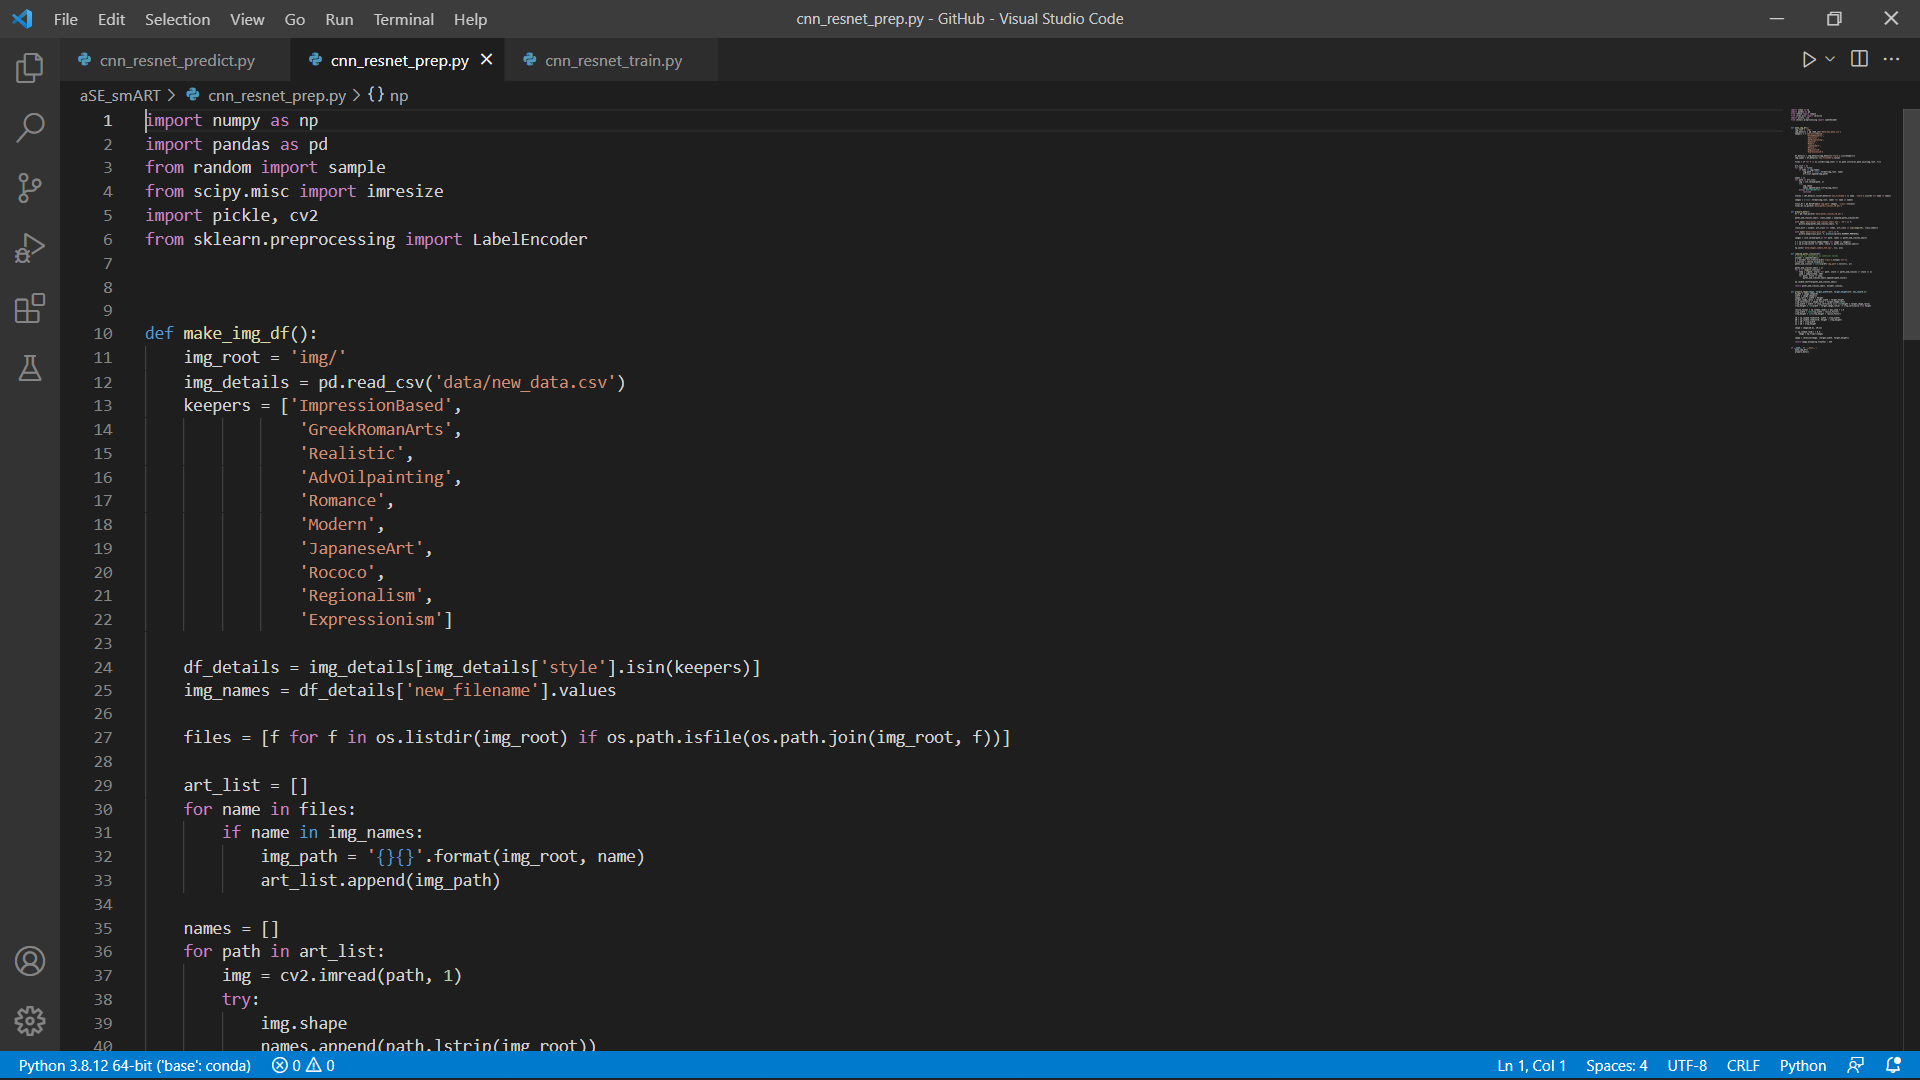 File Edit Selection View Go Run Terminal Help cnn_resnet_prep.py - GitHub - Visual Studio Code
cnn_resnet_predict.py cnn_resnet_prep.py cnn_resnet_train.py
aSE_smART > cnn_resnet_prep.py > {} np
1 import numpy as np
2 import pandas as pd
3 from random import sample
4 from scipy.misc import imresize
5 import pickle, cv2
6 from sklearn.preprocessing import LabelEncoder
7
8
9
10 def make_img_df():
11     img_root = 'img/'
12     img_details = pd.read_csv('data/new_data.csv')
13     keepers = ['ImpressionBased',
14                 'GreekRomanArts',
15                 'Realistic',
16                 'AdvOilpainting',
17                 'Romance',
18                 'Modern',
19                 'JapaneseArt',
20                 'Rococo',
21                 'Regionalism',
22                 'Expressionism']
23
24     df_details = img_details[img_details['style'].isin(keepers)]
25     img_names = df_details['new_filename'].values
26
27     files = [f for f in os.listdir(img_root) if os.path.isfile(os.path.join(img_root, f))]
28
29     art_list = []
30     for name in files:
31         if name in img_names:
32             img_path = '{}{}'.format(img_root, name)
33             art_list.append(img_path)
34
35     names = []
36     for path in art_list:
37         img = cv2.imread(path, 1)
38         try:
39             img.shape
40             names.append(path.lstrip(img_root))
Python 3.8.12 64-bit ('base': conda) 0 0 Ln 1, Col 1 Spaces: 4 UTF-8 CRLF Python